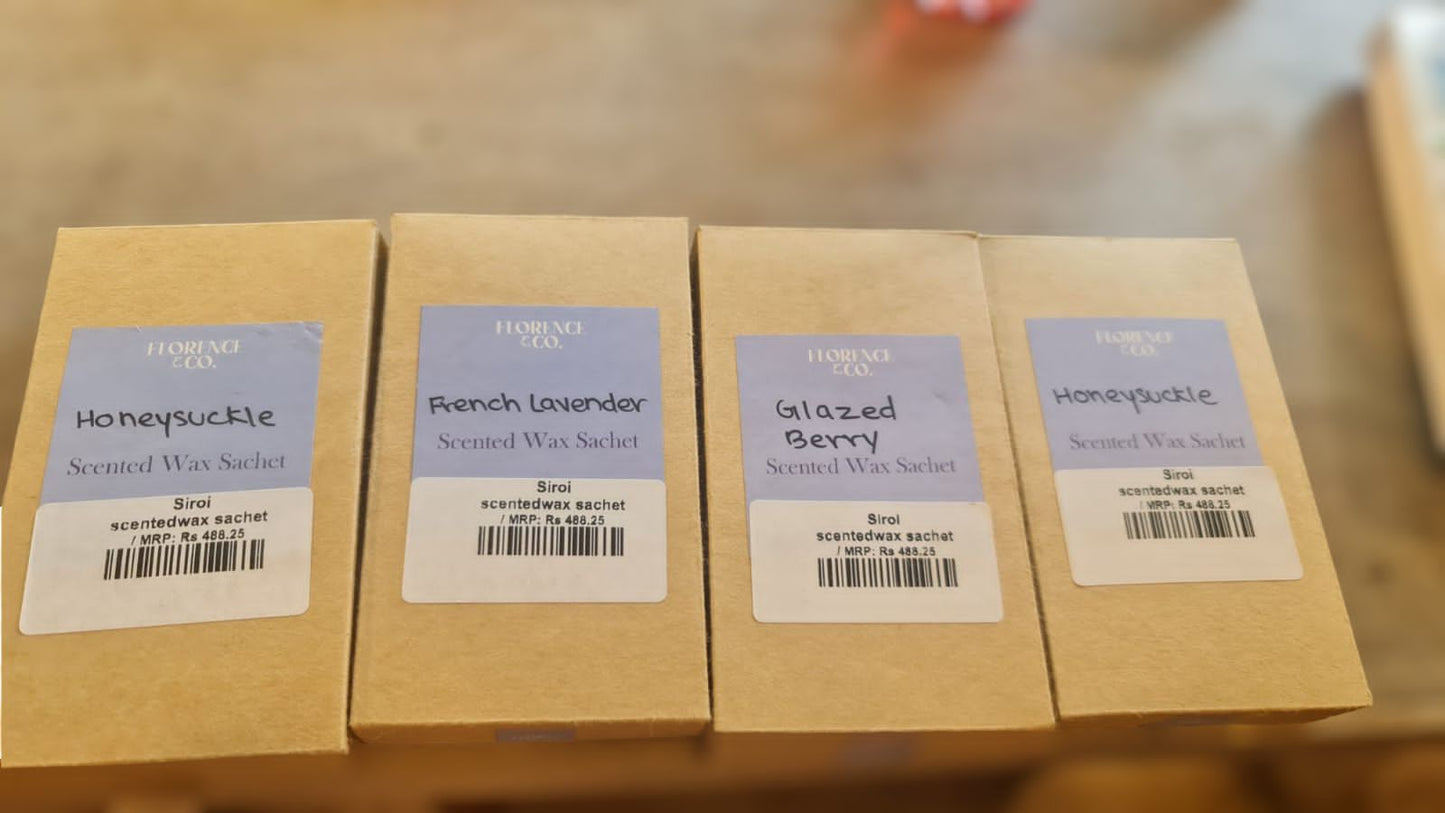 FLORENCE
& CO.
Honeysuckle
Scented Wax Sachet
Siroi
scentedwax sachet
/ MRP: Rs 488.25
FLORENCE
& CO.
French Lavender
Scented Wax Sachet
Siroi
scentedwax sachet
/ MRP: Rs 488.25
FLORENCE
& CO.
Glazed
Berry
Scented Wax Sachet
Siroi
scentedwax sachet
/ MRP: Rs 488.25
FLORENCE
& CO.
Honeysuckle
Scented Wax Sachet
Siroi
scentedwax sachet
/ MRP: Rs 488.25